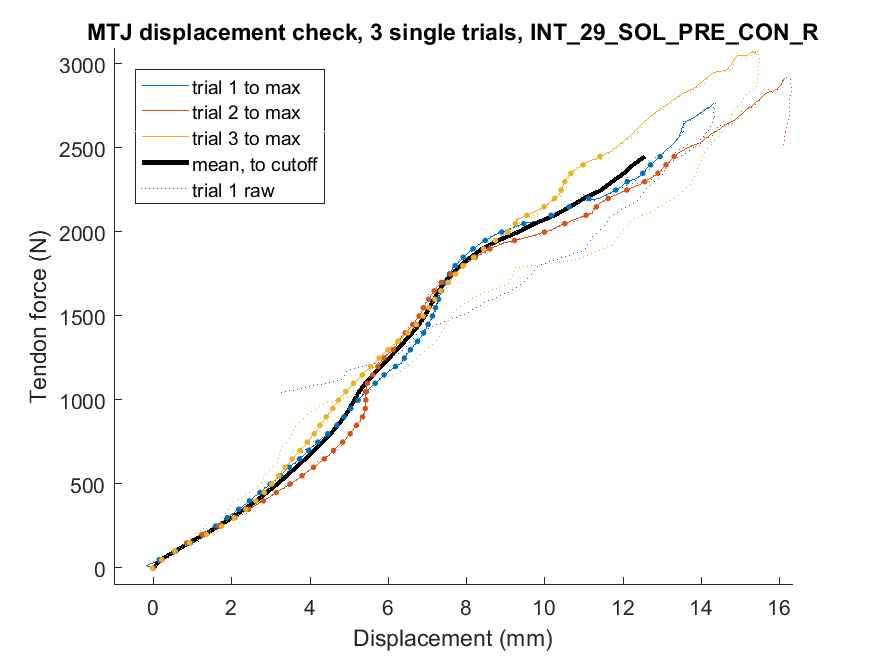 MTJ displacement check, 3 single trials, INT_29_SOL_PRE_CON_R
3000
2500
2000
1500
1000
500
0
Tendon force (N)
trial 1 to max
trial 2 to max
trial 3 to max
mean, to cutoff
trial 1 raw
0 2 4 6 8 10 12 14 16
Displacement (mm)